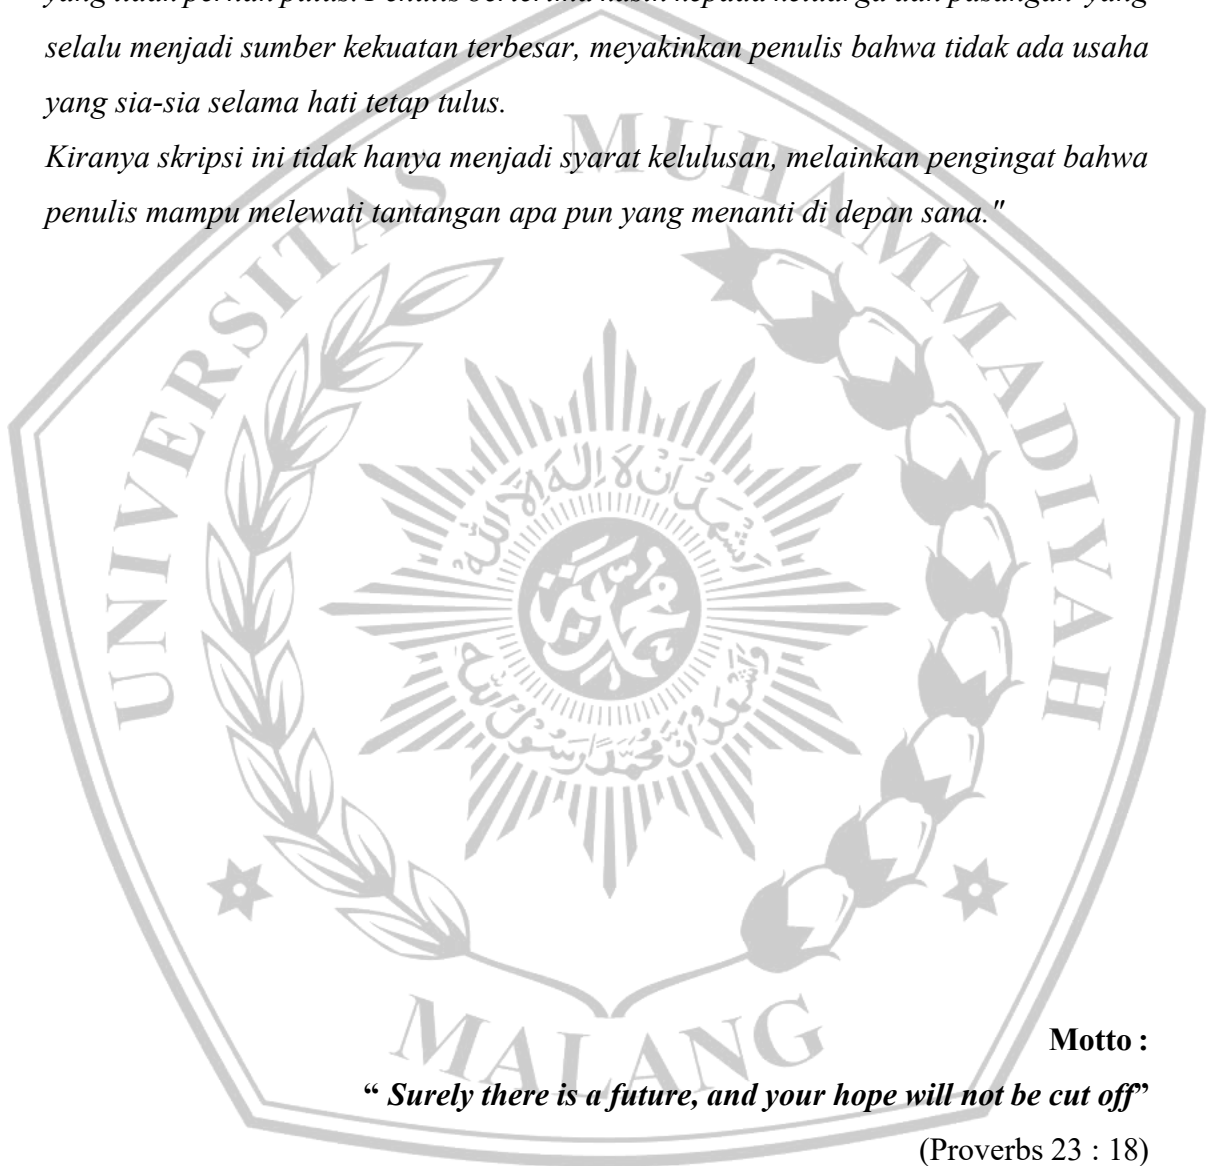 selalu menjadi sumber kekuatan terbesar, meyakinkan penulis bahwa tidak ada usaha
yang sia-sia selama hati tetap tulus.
Kiranya skripsi ini tidak hanya menjadi syarat kelulusan, melainkan pengingat bahwa
penulis mampu melewati tantangan apa pun yang menanti di depan sana."
UNIVERSITAS MUHAMMADIYAH
MALANG
Motto :
“ Surely there is a future, and your hope will not be cut off”
(Proverbs 23 : 18)